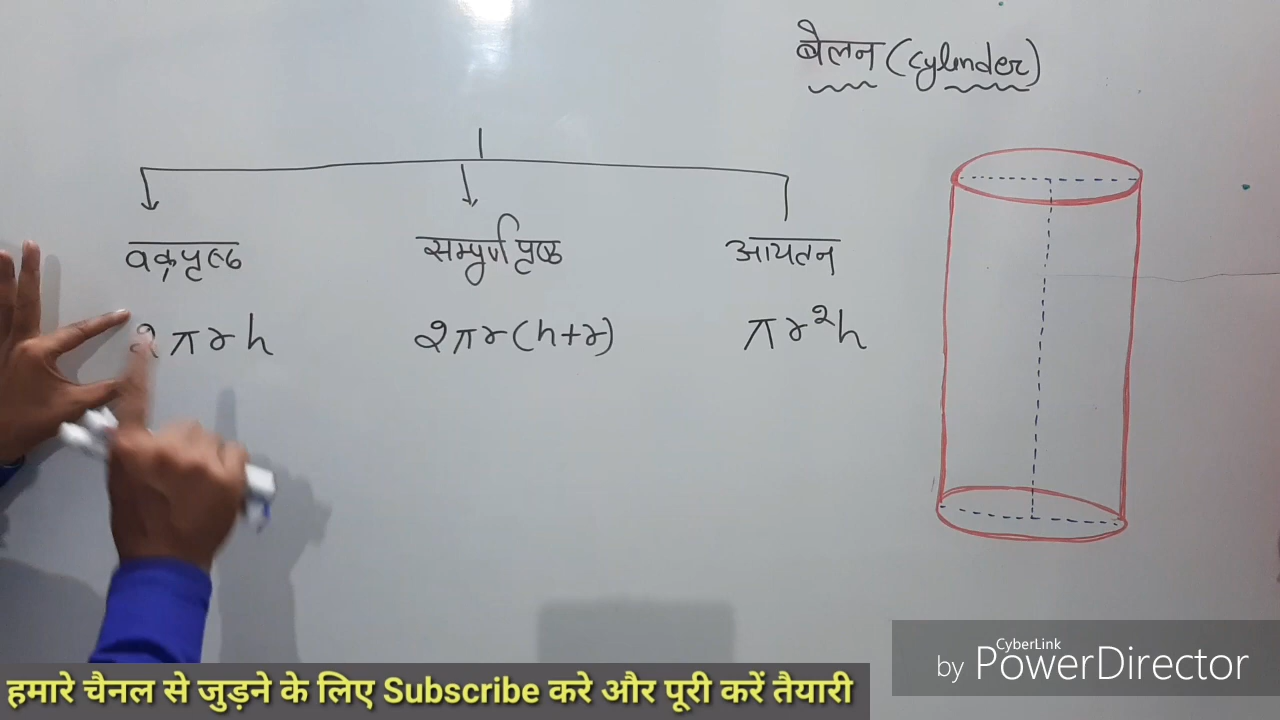 बेलन (cylinder)
वक्रपृष्ठ
सम्पूर्ण पृष्ठ
आयतन
2πrh
2πr(h+r)
πr²h
CyberLink
by PowerDirector
हमारे चैनल से जुड़ने के लिए Subscribe करे और पूरी करें तैयारी